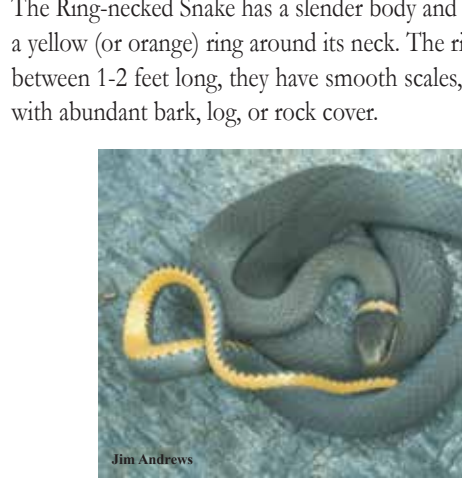 The Ring-necked Snake has a slender body and
a yellow (or orange) ring around its neck. The ri
between 1-2 feet long, they have smooth scales,
with abundant bark, log, or rock cover.
Jim Andrews